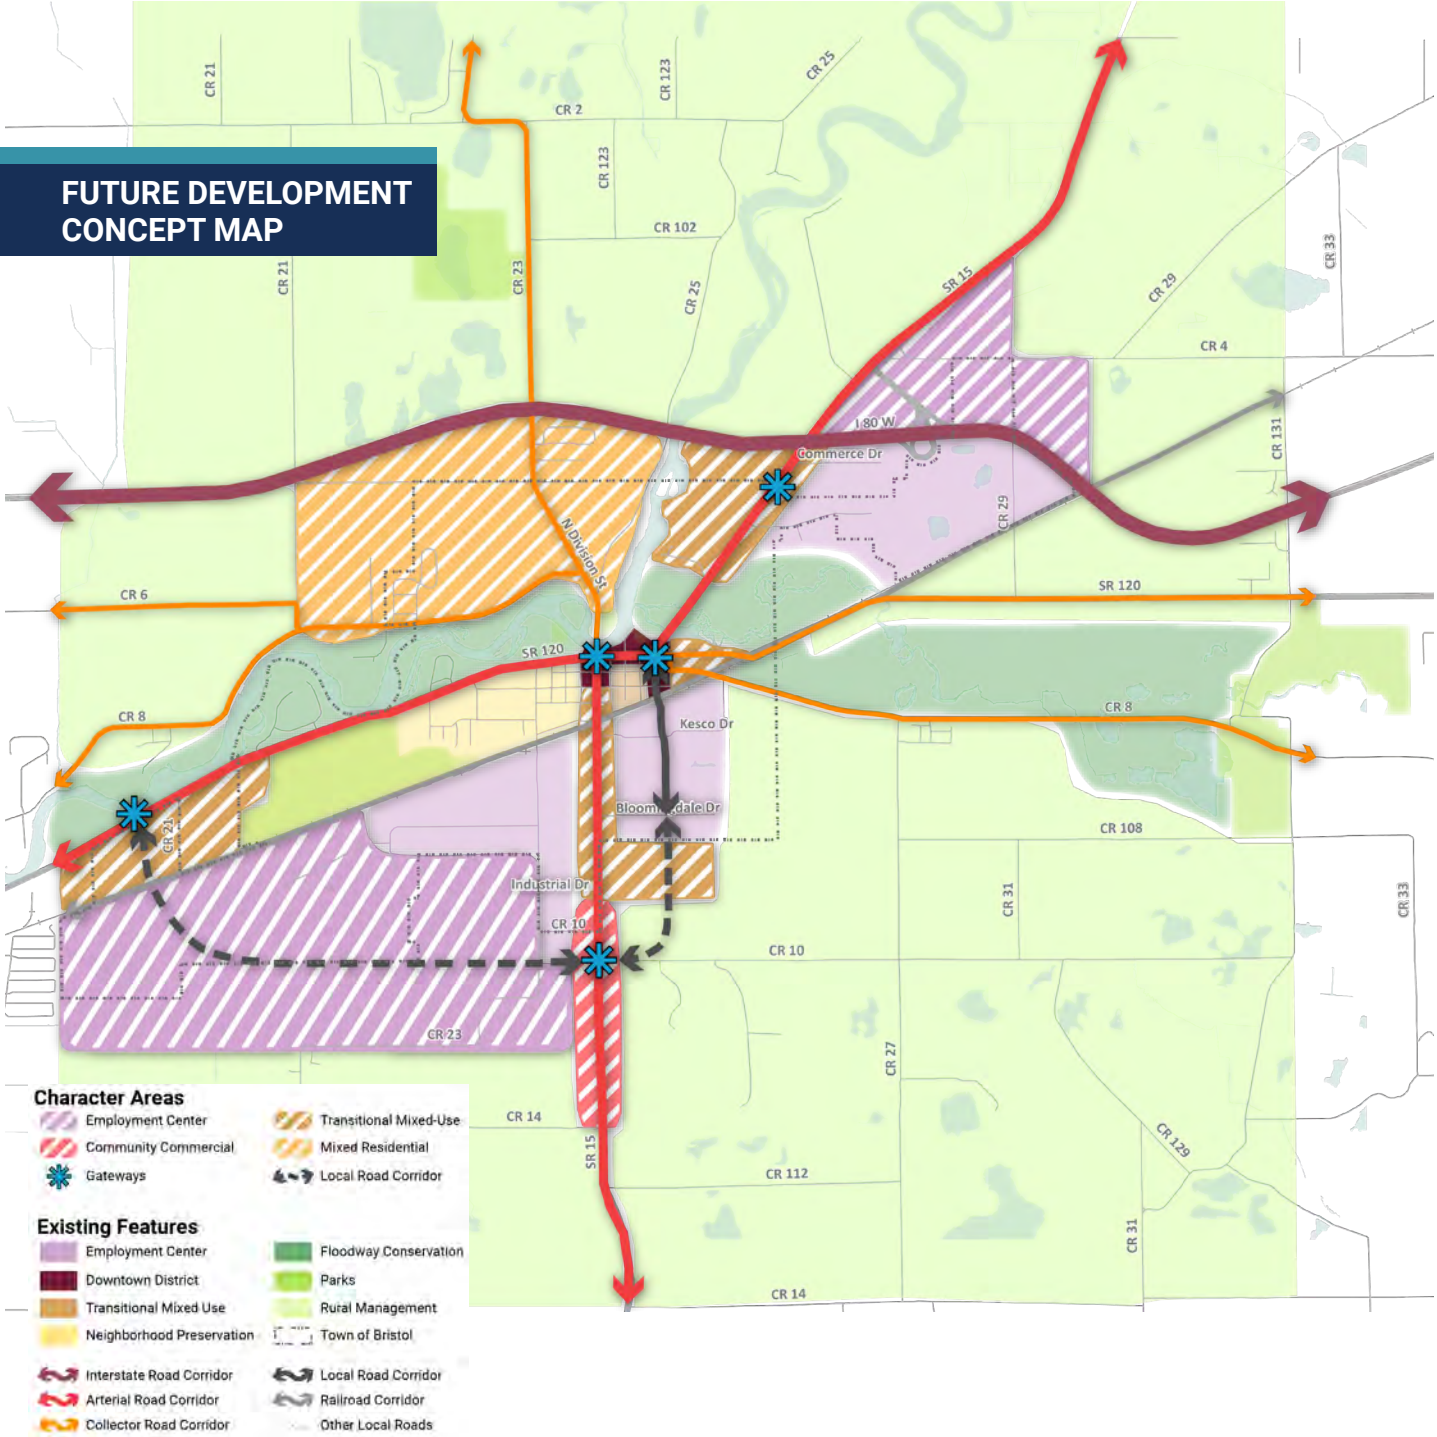 CR 21
CR 123
CR 25
CR 2
CR 123
FUTURE DEVELOPMENT
CONCEPT MAP
CR 102
CR 21
CR 23
CR 25
SR 15
CR 29
CR 33
CR 4
I 80 W
Commerce Dr
CR 131
CR 29
N Division St
CR 6
SR 120
SR 120
CR 8
CR 8
Kesco Dr
Bloomingdale Dr
CR 21
CR 108
Industrial Dr
CR 31
CR 33
CR 10
CR 10
CR 23
CR 27
CR 14
SR 15
CR 129
CR 112
CR 31
CR 14
Character Areas
Employment Center
Transitional Mixed-Use
Community Commercial
Mixed Residential
Gateways
Local Road Corridor
Existing Features
Employment Center
Floodway Conservation
Downtown District
Parks
Transitional Mixed Use
Rural Management
Neighborhood Preservation
Town of Bristol
Interstate Road Corridor
Local Road Corridor
Arterial Road Corridor
Railroad Corridor
Collector Road Corridor
Other Local Roads